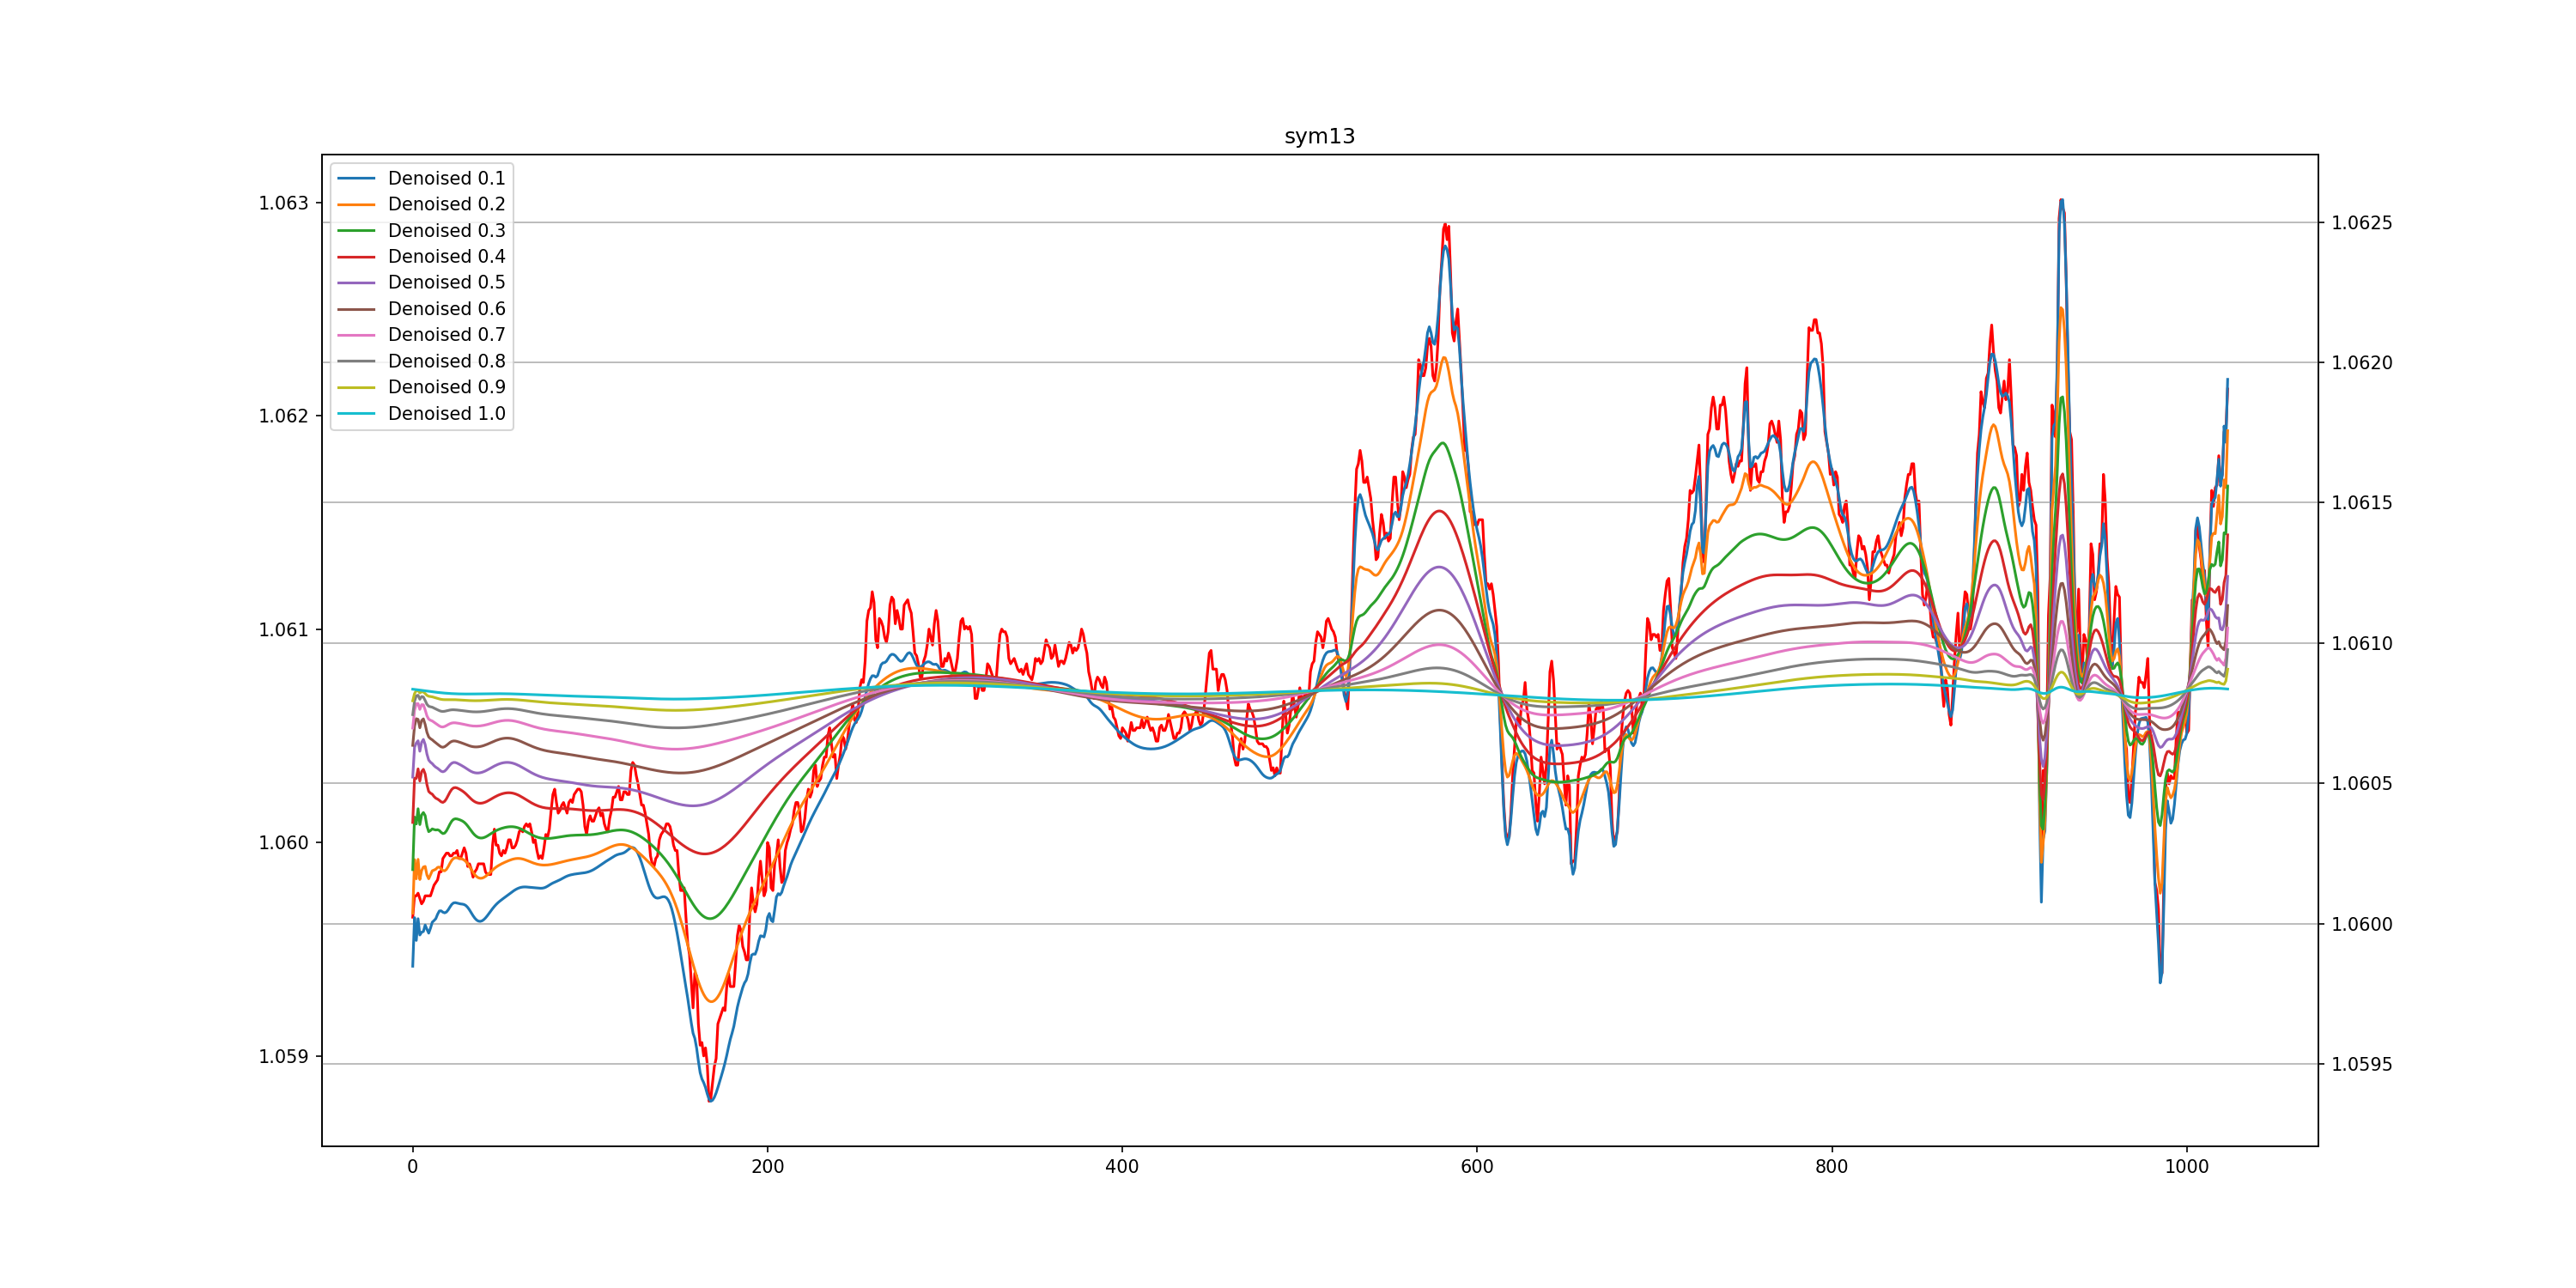 sym13
Denoised 0.1
Denoised 0.2
Denoised 0.3
Denoised 0.4
Denoised 0.5
Denoised 0.6
Denoised 0.7
Denoised 0.8
Denoised 0.9
Denoised 1.0
1.063
1.062
1.061
1.060
1.059
1.0625
1.0620
1.0615
1.0610
1.0605
1.0600
1.0595
0 200 400 600 800 1000